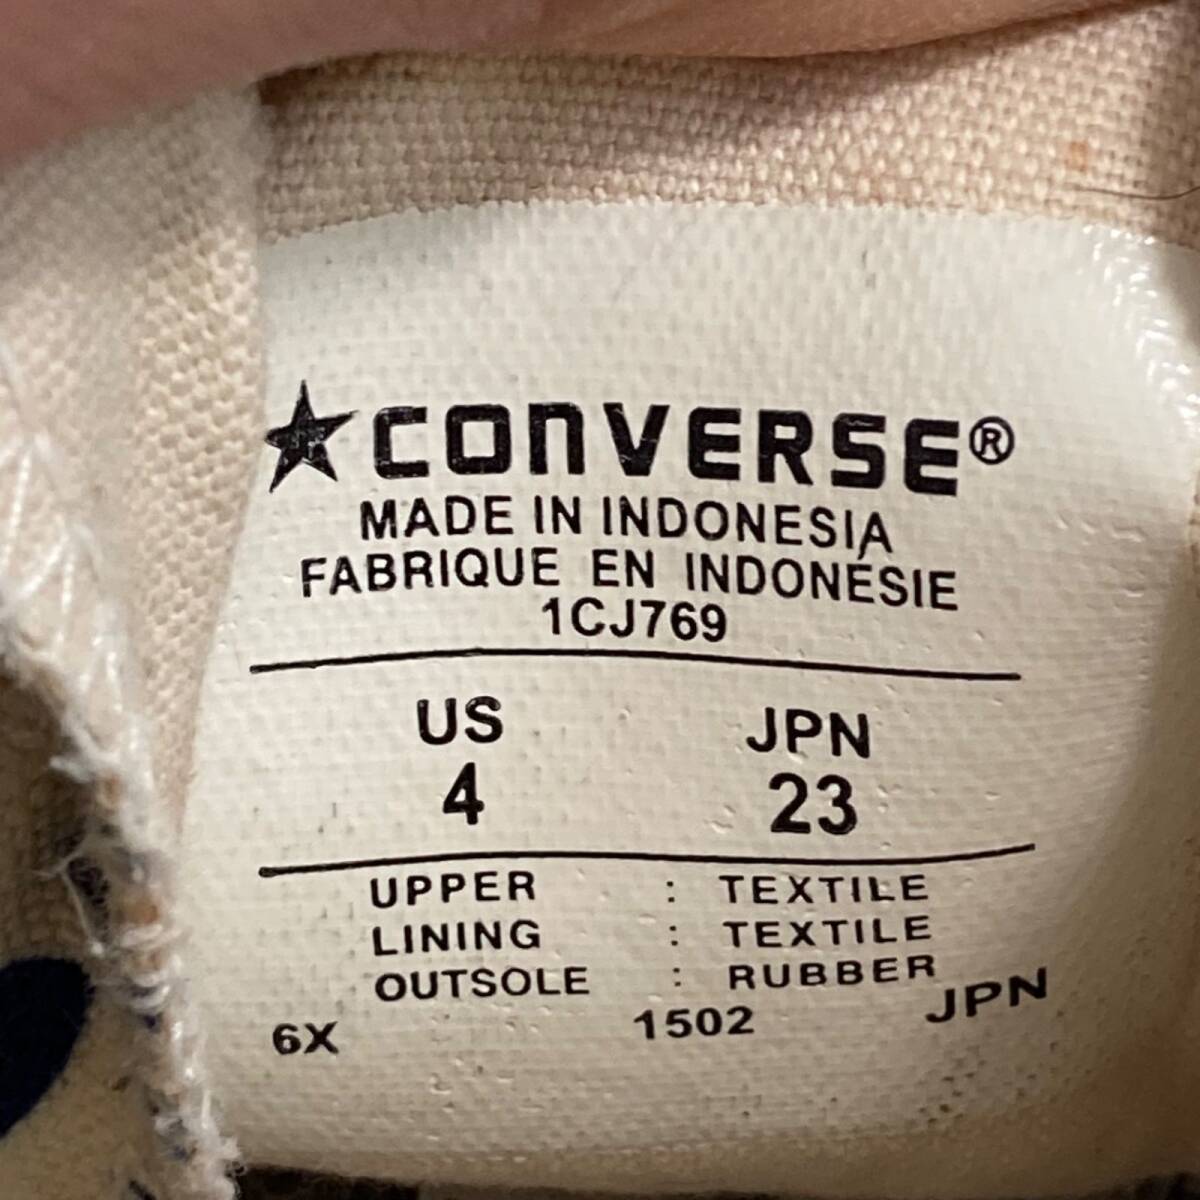 ★CONVERSE®
MADE IN INDONESIA
FABRIQUE EN INDONÉSIE
1CJ769
US JPN
4 23
UPPER : TEXTILE
LINING : TEXTILE
OUTSOLE : RUBBER
6X 1502 JPN